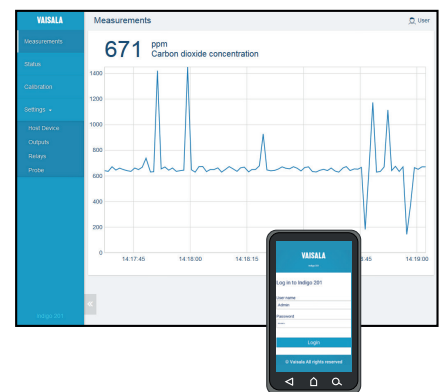 VAISALA
Measurements
User
Measurements
Status
Calibration
Settings
Host Device
Outputs
Relays
Probe
Indigo 201
671 ppm
Carbon dioxide concentration
1400
1200
1000
800
600
400
200
0
14:17:45 14:18:00 14:18:15 :45 14:19:00
VAISALA
Log in to Indigo 201
User name
Admin
Password
Login
© Vaisala All rights reserved